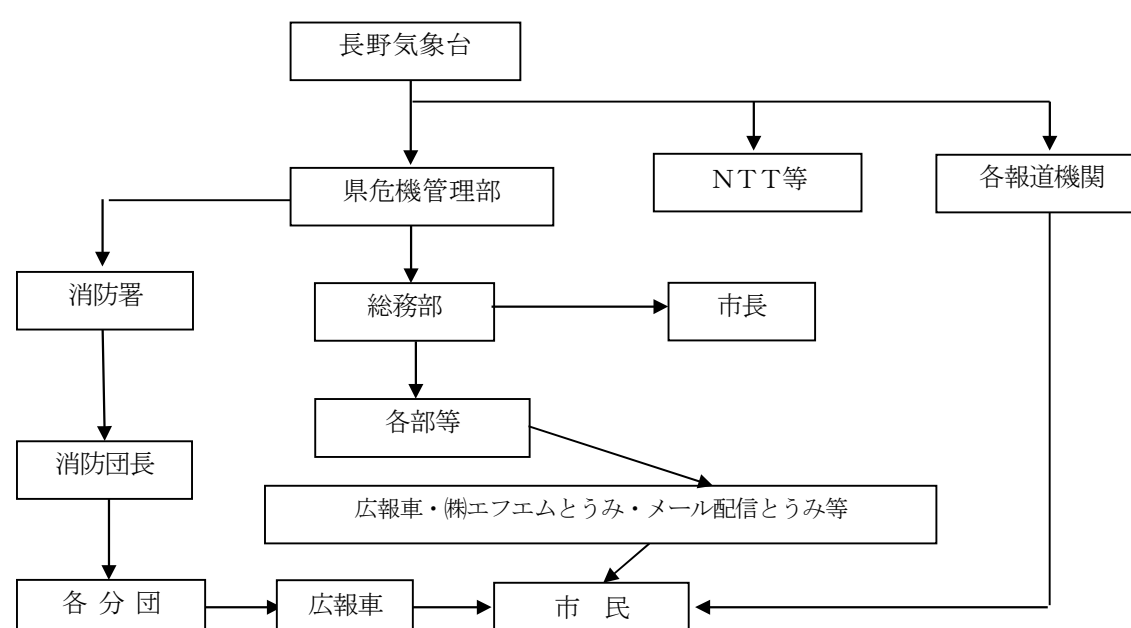 長野気象台
県危機管理部
NTT等
各報道機関
消防署
総務部
市長
各部等
消防団長
広報車・㈱エフエムとうみ・メール配信とうみ等
各 分 団
広報車
市 民